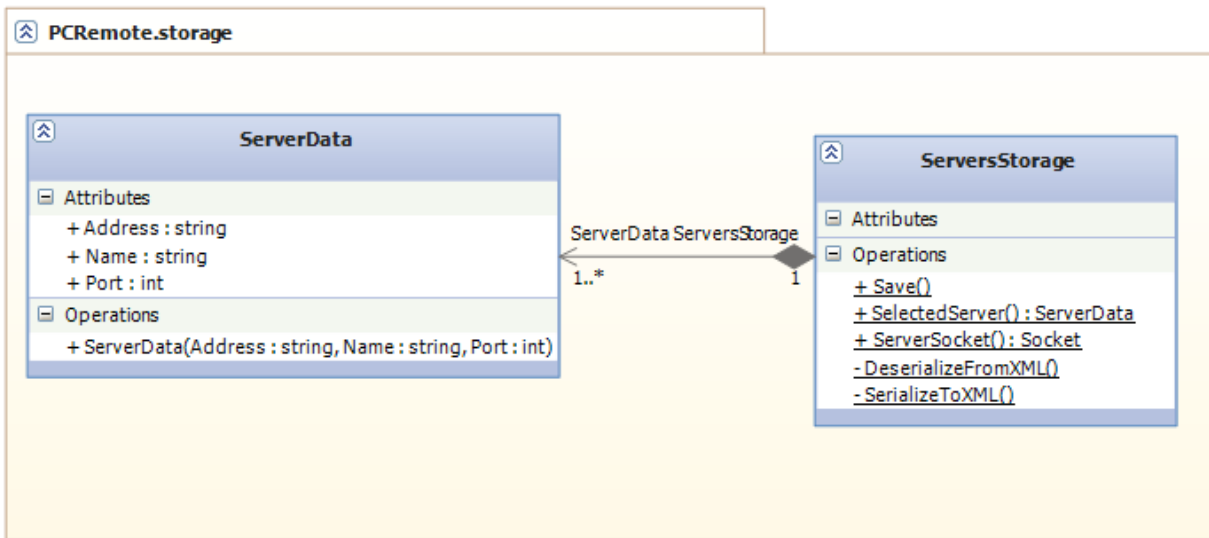 PCRemote.storage
ServerData
Attributes
+ Address : string
+ Name : string
+ Port : int
Operations
+ ServerData(Address : string, Name : string, Port : int)
ServerData ServersStorage
1..* 1
ServersStorage
Attributes
Operations
+ Save()
+ SelectedServer() : ServerData
+ ServerSocket() : Socket
- DeserializeFromXML()
- SerializeToXML()